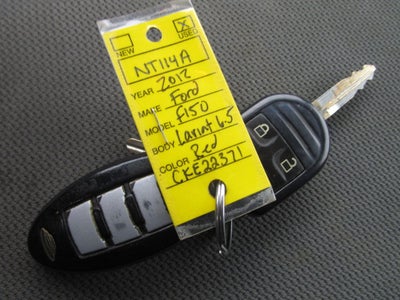 NEW X USED
NT114A
YEAR 2012
MAKE Ford
MODEL F150
BODY Lariat 6.5
COLOR Red
CKE22371